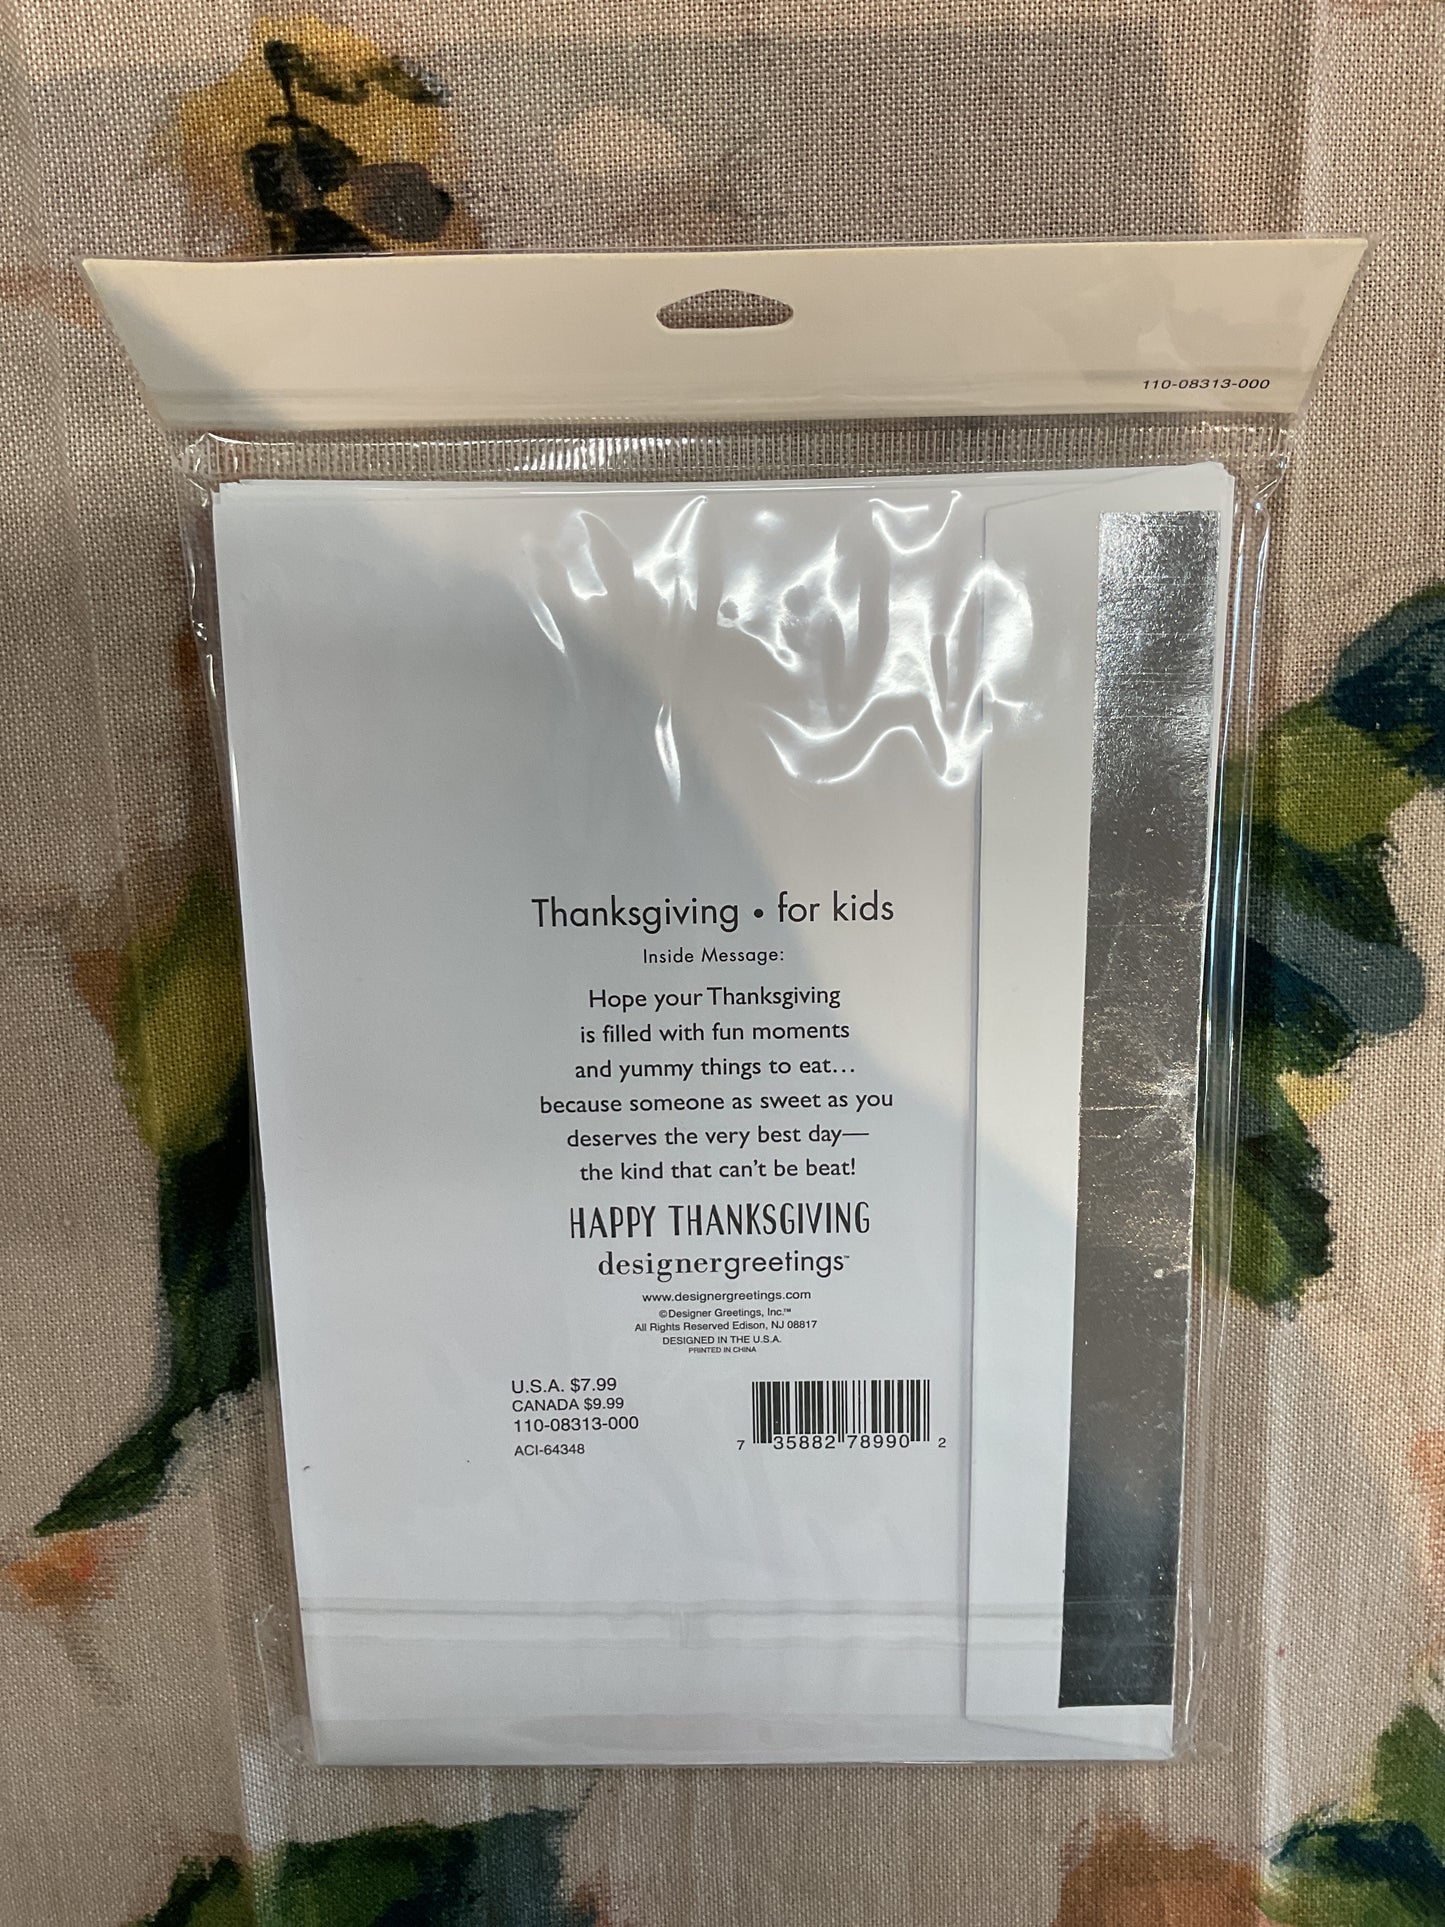 110-08313-000
Thanksgiving • for kids
Inside Message:
Hope your Thanksgiving
is filled with fun moments
and yummy things to eat...
because someone as sweet as you
deserves the very best day—
the kind that can't be beat!
HAPPY THANKSGIVING
designergreetings™
www.designergreetings.com
©Designer Greetings, Inc.™
All Rights Reserved Edison, NJ 08817
DESIGNED IN THE U.S.A.
PRINTED IN CHINA
U.S.A. $7.99
CANADA $9.99
110-08313-000
ACI-64348
7 35882 78990 2